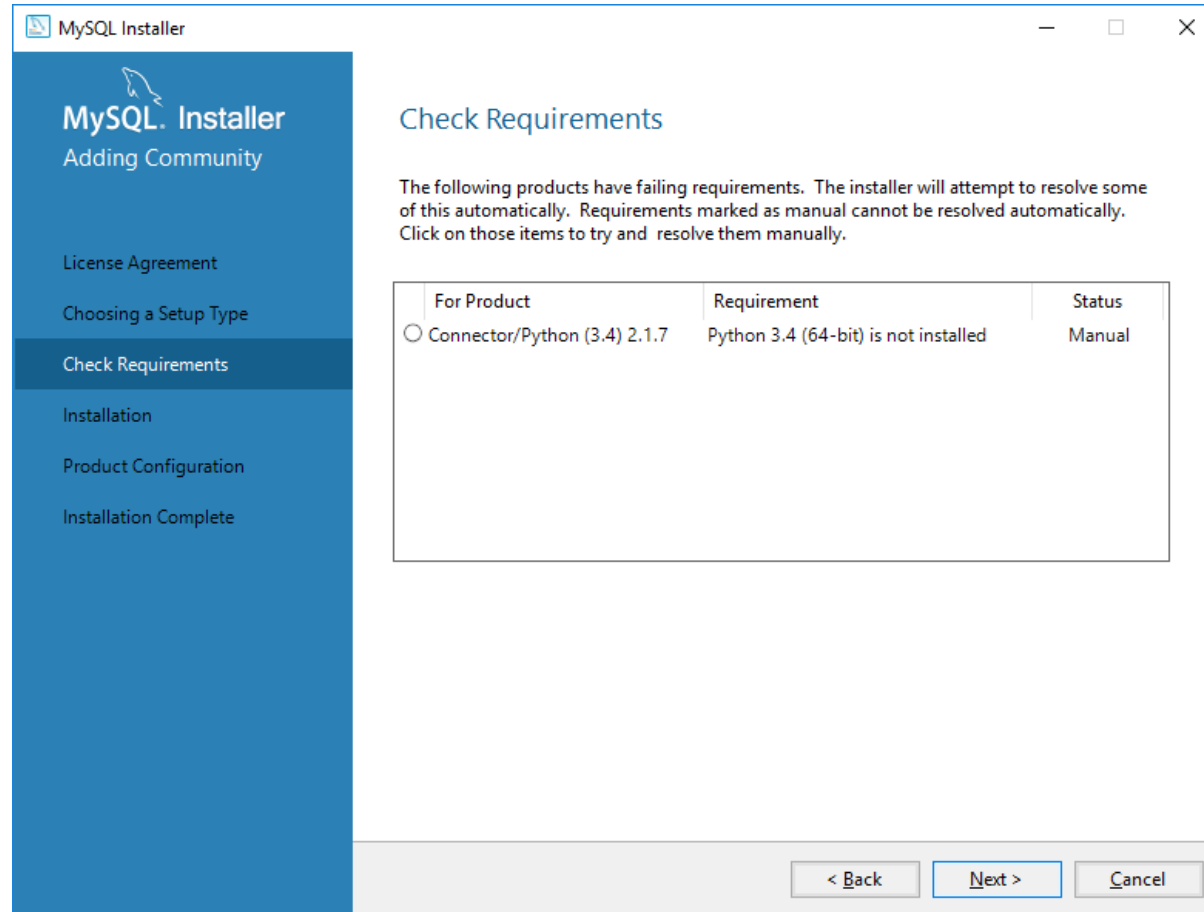 MySQL Installer
MySQL. Installer
Adding Community
License Agreement
Choosing a Setup Type
Check Requirements
Installation
Product Configuration
Installation Complete
Check Requirements
The following products have failing requirements. The installer will attempt to resolve some
of this automatically. Requirements marked as manual cannot be resolved automatically.
Click on those items to try and resolve them manually.
For Product Requirement Status
Connector/Python (3.4) 2.1.7 Python 3.4 (64-bit) is not installed Manual
< Back Next > Cancel